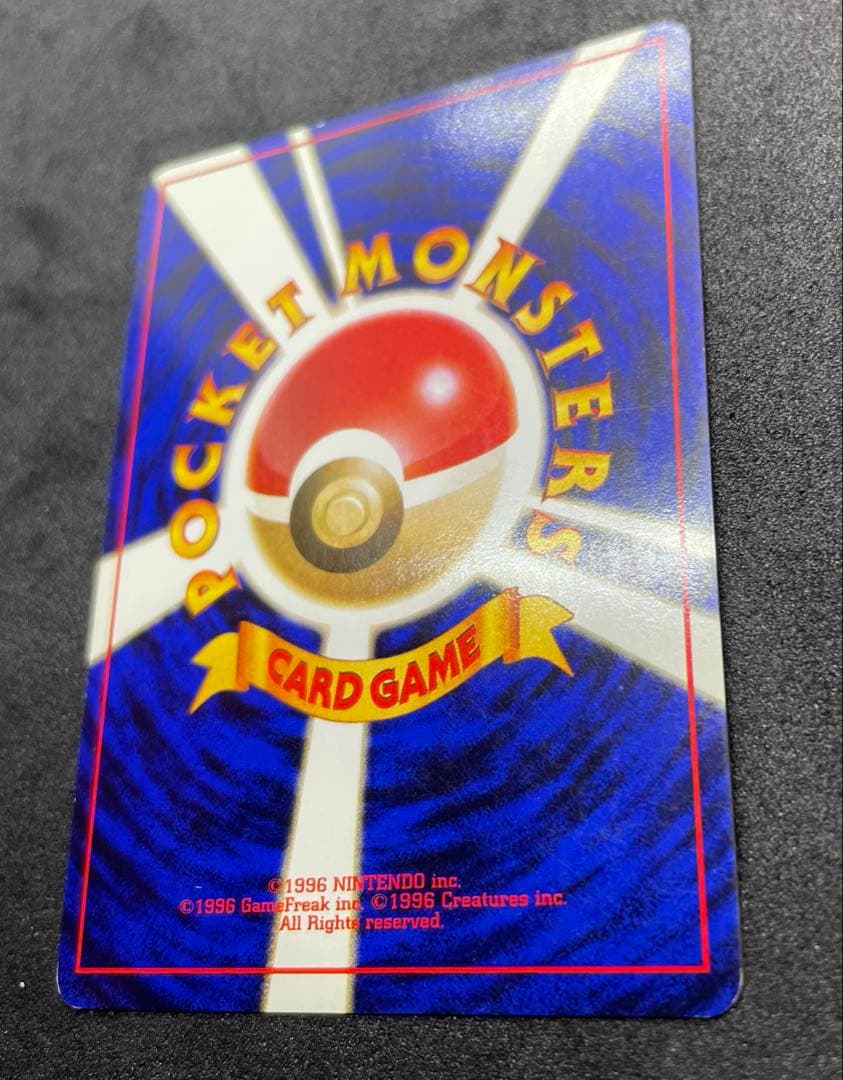 POCKET MONSTERS
CARD GAME
©1996 NINTENDO inc.
©1996 GameFreak inc. ©1996 Creatures inc.
All Rights reserved.